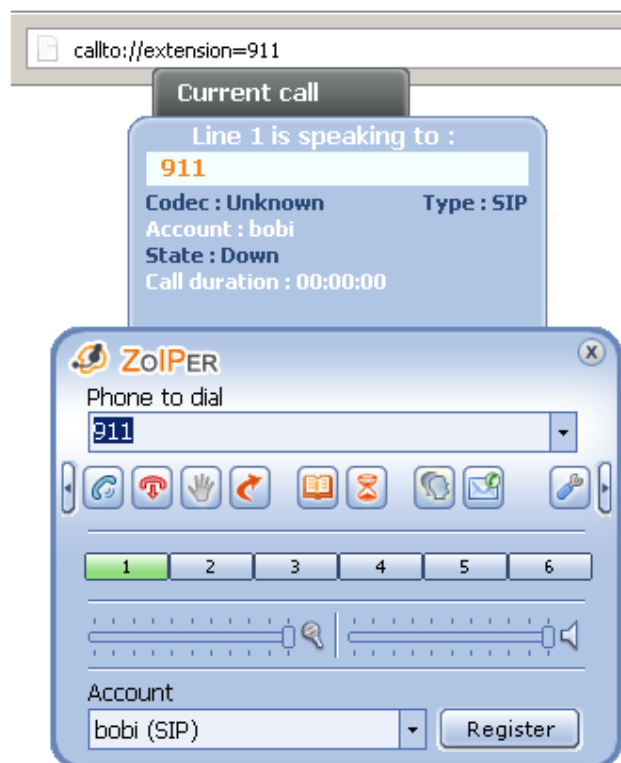 callto://extension=911
Current call
Line 1 is speaking to :
911
Codec : Unknown Type : SIP
Account : bobi
State : Down
Call duration : 00:00:00
ZOIPER
Phone to dial
911
1 2 3 4 5 6
Account
bobi (SIP) Register